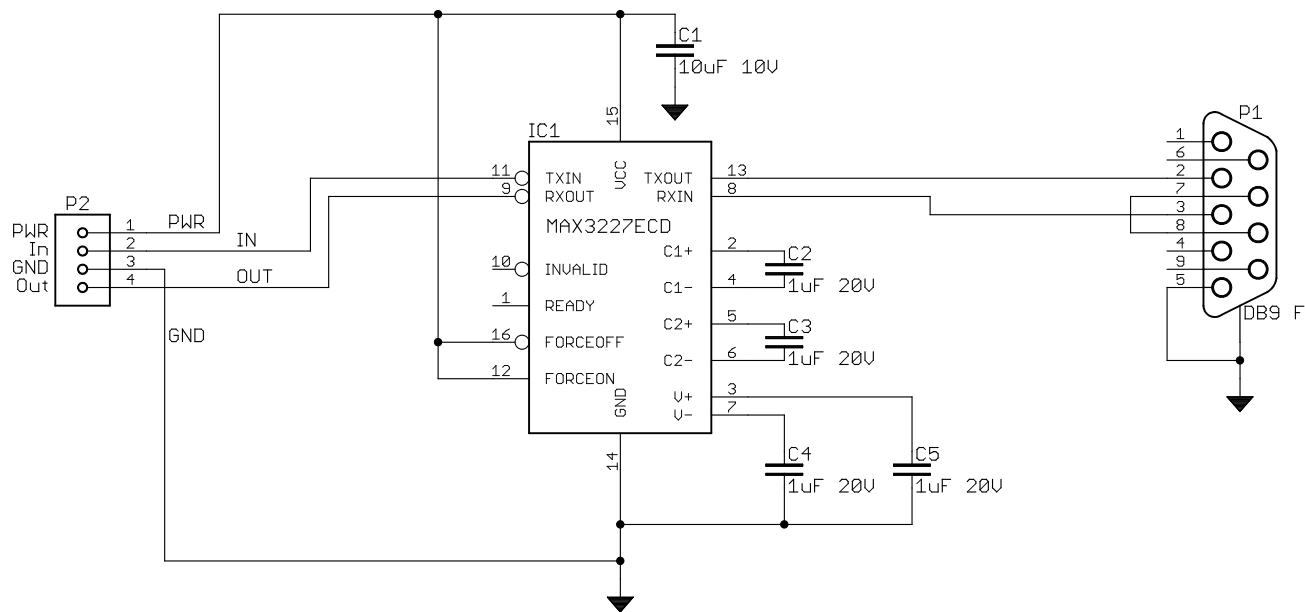 C1
10uF 10V
P1
IC1
15
VCC
11 TXIN TXOUT 13
9 RXOUT RXIN 8
MAX3227ECD
C1+ 2
C2
10 INVALID C1- 4
1uF 20V
1 READY C2+ 5
C3
16 FORCEOFF C2- 6
1uF 20V
12 FORCEON V+ 3
GND V- 7
14
C4
1uF 20V
C5
1uF 20V
P2
PWR 1 PWR
In 2 IN
GND 3
Out 4 OUT
GND
1
6
2
7
3
8
4
9
5
DB9 F